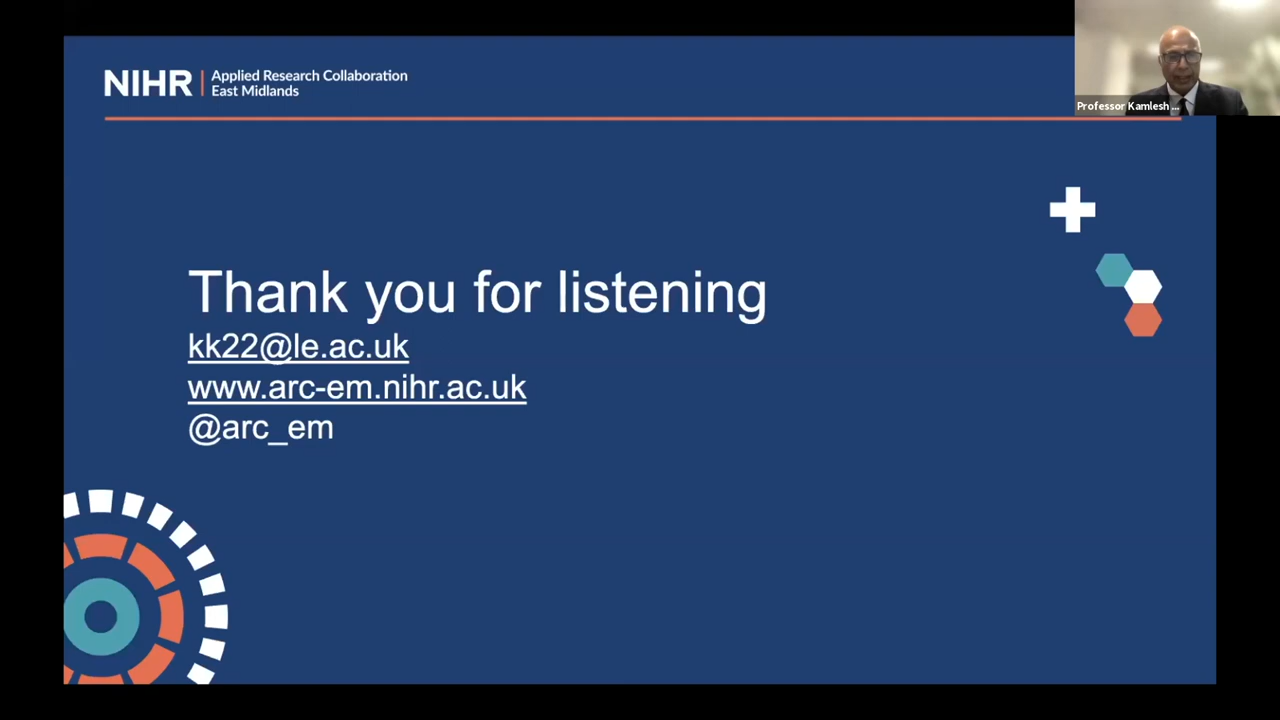 NIHR | Applied Research Collaboration
East Midlands
Professor Kamlesh ...
Thank you for listening
kk22@le.ac.uk
www.arc-em.nihr.ac.uk
@arc_em